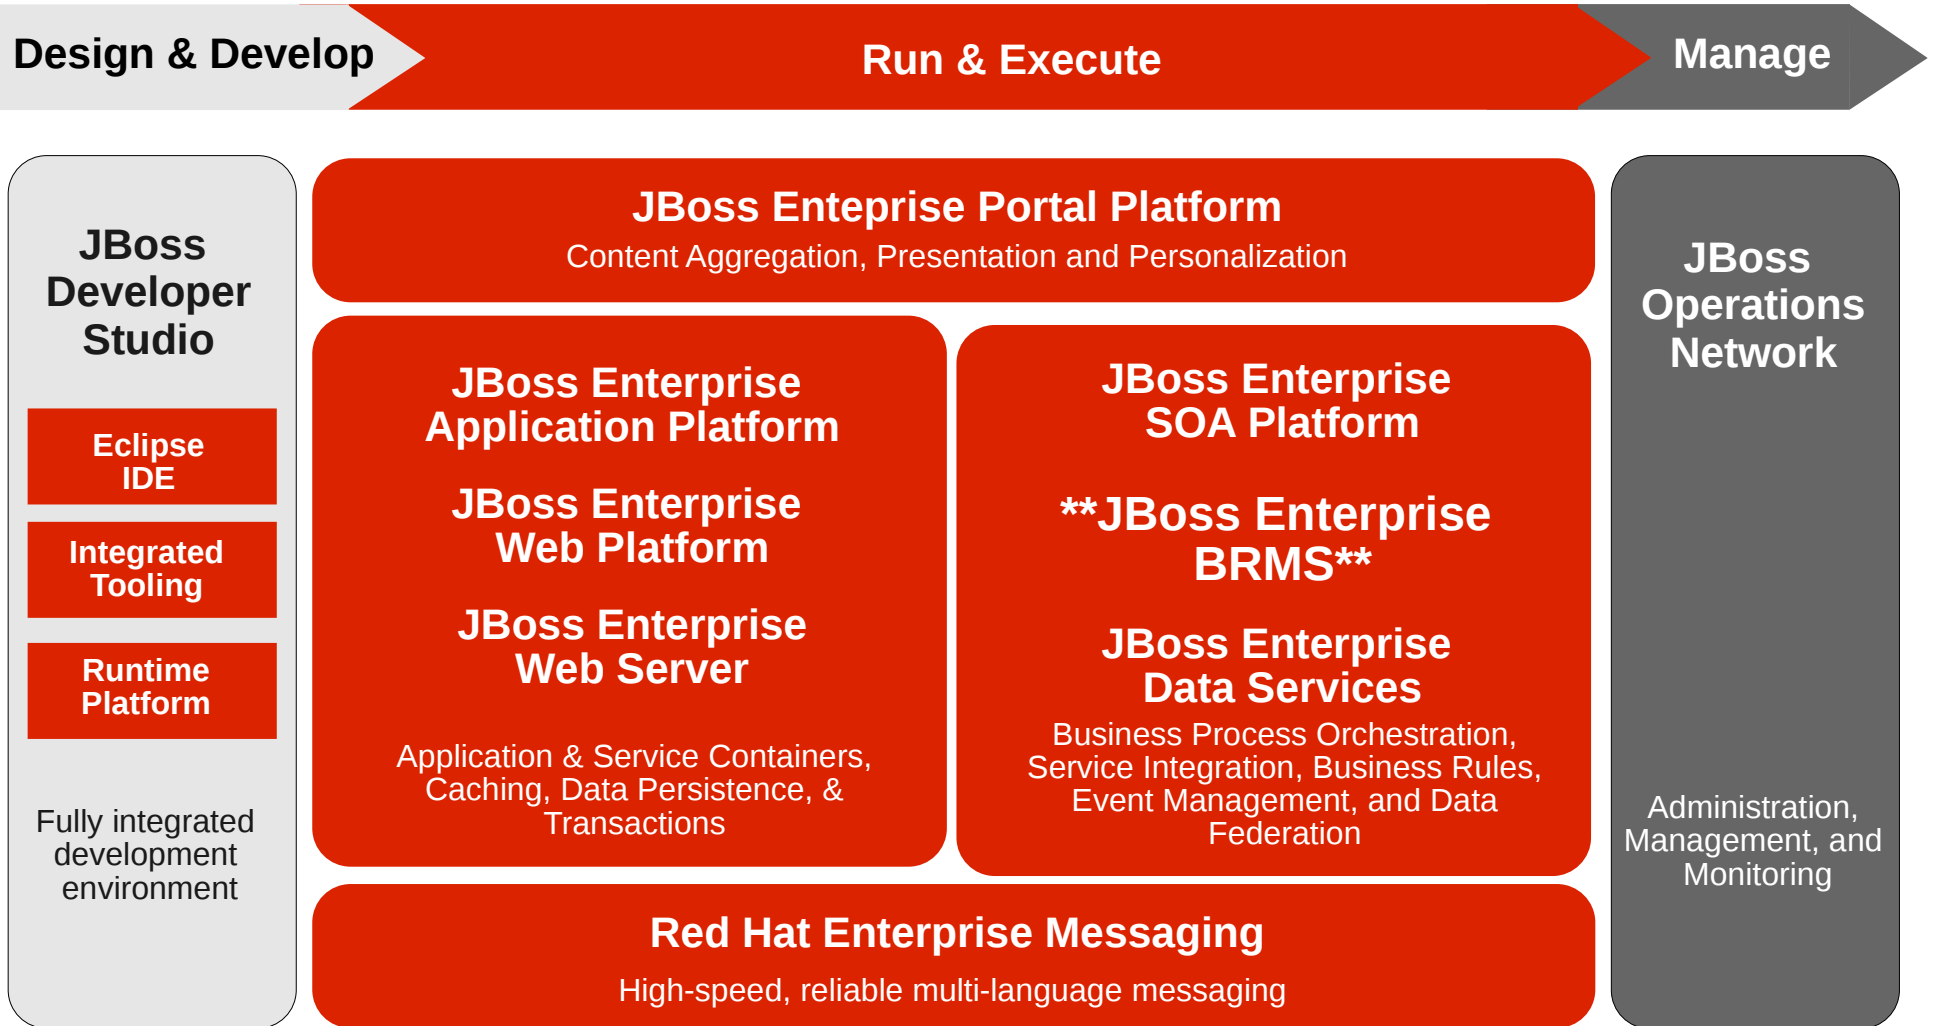 Design & Develop
Run & Execute
Manage
JBoss
Developer
Studio
Eclipse
IDE
Integrated
Tooling
Runtime
Platform
Fully integrated
development
environment
JBoss Enteprise Portal Platform
Content Aggregation, Presentation and Personalization
JBoss Enterprise
Application Platform
JBoss Enterprise
Web Platform
JBoss Enterprise
Web Server
Application & Service Containers,
Caching, Data Persistence, &
Transactions
JBoss Enterprise
SOA Platform
**JBoss Enterprise
BRMS**
JBoss Enterprise
Data Services
Business Process Orchestration,
Service Integration, Business Rules,
Event Management, and Data
Federation
Red Hat Enterprise Messaging
High-speed, reliable multi-language messaging
JBoss
Operations
Network
Administration,
Management, and
Monitoring